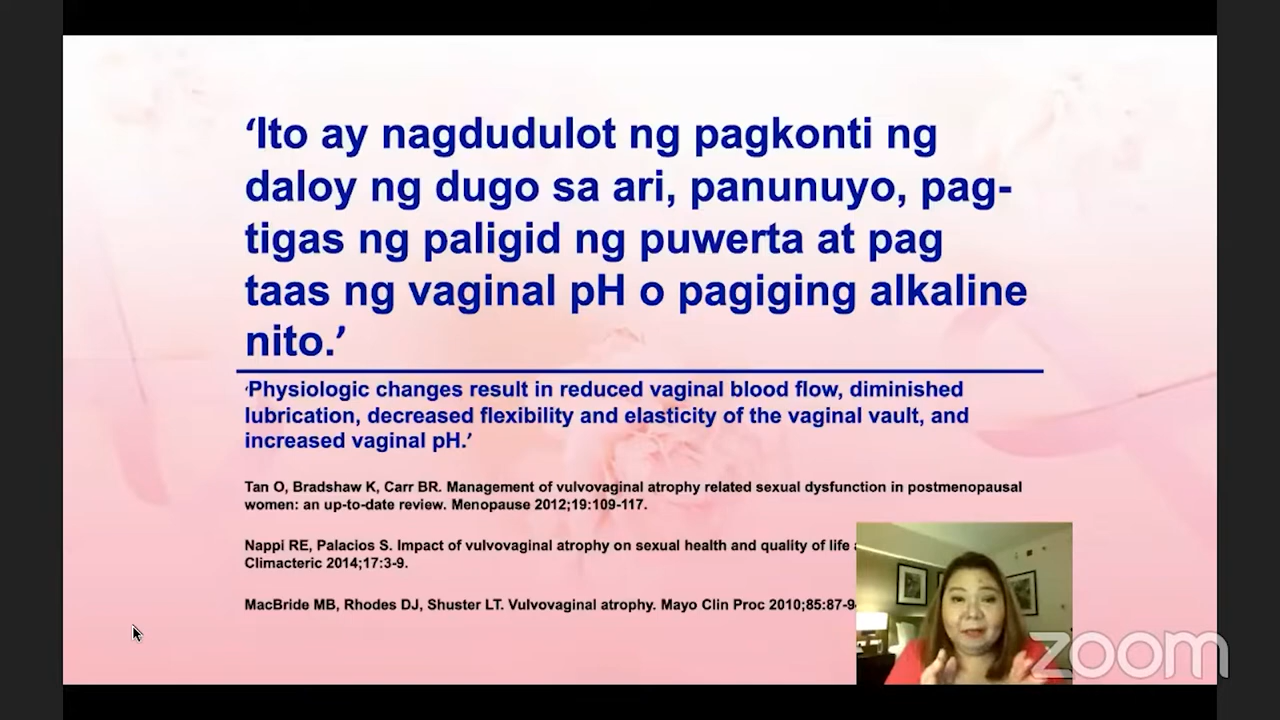 ‘Ito ay nagdudulot ng pagkonti ng
daloy ng dugo sa ari, panunuyo, pag-
tigas ng paligid ng puwerta at pag
taas ng vaginal pH o pagiging alkaline
nito.’
‘Physiologic changes result in reduced vaginal blood flow, diminished
lubrication, decreased flexibility and elasticity of the vaginal vault, and
increased vaginal pH.’
Tan O, Bradshaw K, Carr BR. Management of vulvovaginal atrophy related sexual dysfunction in postmenopausal
women: an up-to-date review. Menopause 2012;19:109-117.
Nappi RE, Palacios S. Impact of vulvovaginal atrophy on sexual health and quality of life
Climacteric 2014;17:3-9.
MacBride MB, Rhodes DJ, Shuster LT. Vulvovaginal atrophy. Mayo Clin Proc 2010;85:87-9
zoom